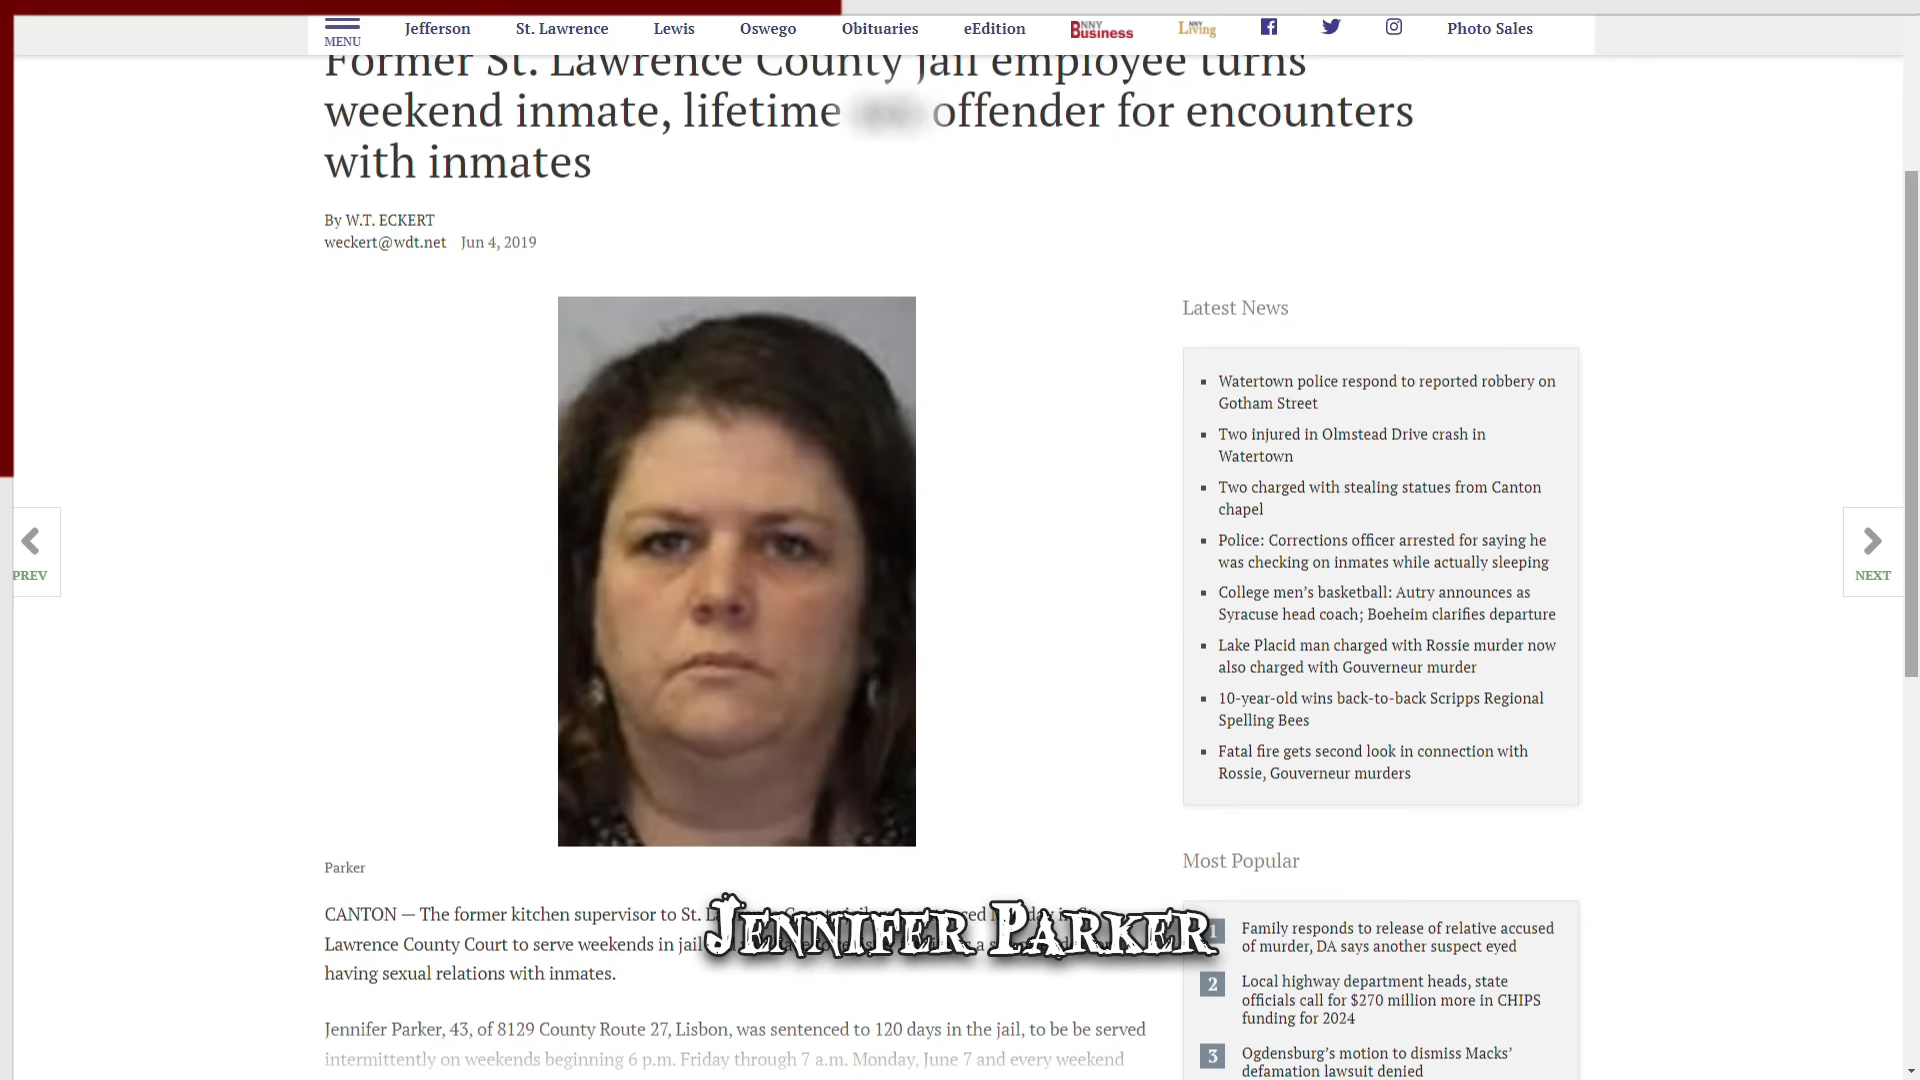 MENU
Jefferson
St. Lawrence
Lewis
Oswego
Obituaries
eEdition
NNY Business
NNY Living
Photo Sales
Former St. Lawrence County jail employee turns
weekend inmate, lifetime offender for encounters
with inmates
By W.T. ECKERT
weckert@wdt.net Jun 4, 2019
PREV
NEXT
Parker
CANTON — The former kitchen supervisor to St.
Lawrence County Court to serve weekends in jail
having sexual relations with inmates.
Jennifer Parker, 43, of 8129 County Route 27, Lisbon, was sentenced to 120 days in the jail, to be be served
intermittently on weekends beginning 6 p.m. Friday through 7 a.m. Monday, June 7 and every weekend
Jennifer Parker
Latest News
Watertown police respond to reported robbery on
Gotham Street
Two injured in Olmstead Drive crash in
Watertown
Two charged with stealing statues from Canton
chapel
Police: Corrections officer arrested for saying he
was checking on inmates while actually sleeping
College men’s basketball: Autry announces as
Syracuse head coach; Boeheim clarifies departure
Lake Placid man charged with Rossie murder now
also charged with Gouverneur murder
10-year-old wins back-to-back Scripps Regional
Spelling Bees
Fatal fire gets second look in connection with
Rossie, Gouverneur murders
Most Popular
1 Family responds to release of relative accused
of murder, DA says another suspect eyed
2 Local highway department heads, state
officials call for $270 million more in CHIPS
funding for 2024
3 Ogdensburg’s motion to dismiss Macks’
defamation lawsuit denied